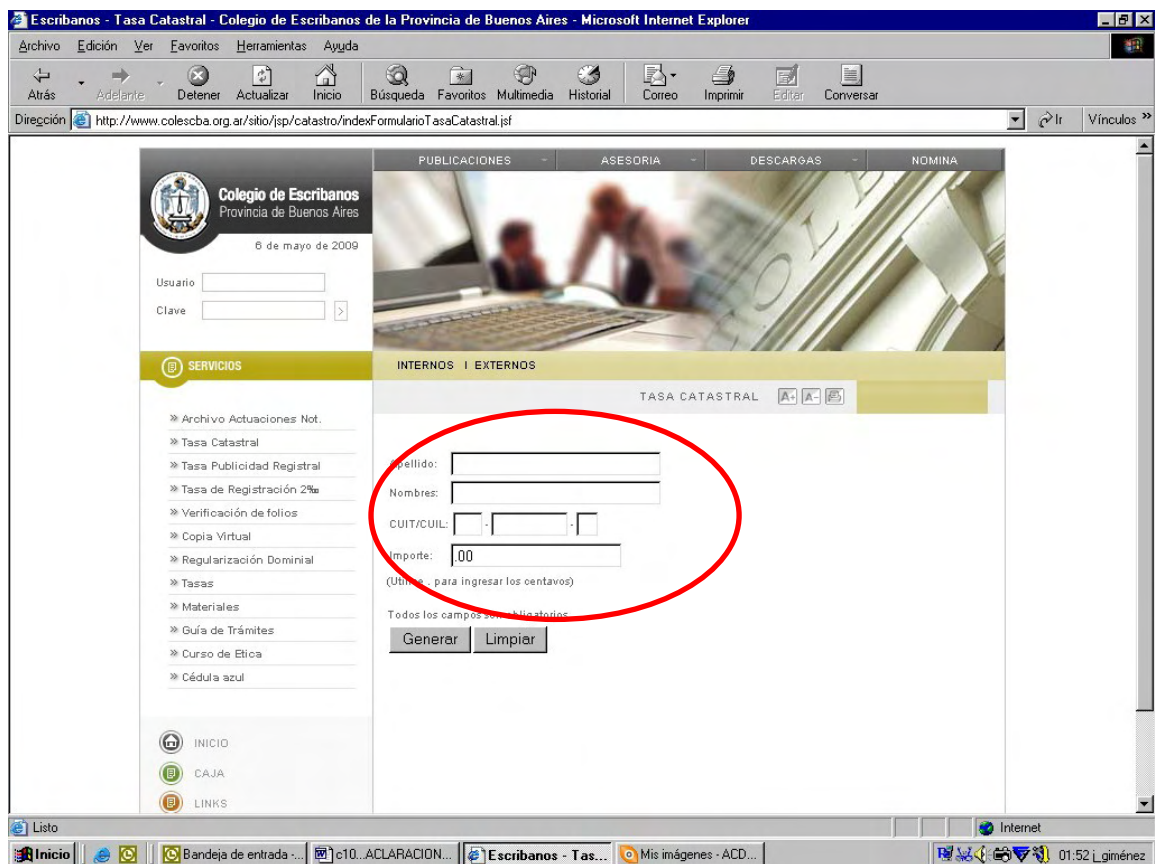 Escribanos - Tasa Catastral - Colegio de Escribanos de la Provincia de Buenos Aires - Microsoft Internet Explorer
Archivo Edición Ver Favoritos Herramientas Ayuda
Atrás Adelante Detener Actualizar Inicio Búsqueda Favoritos Multimedia Historial Correo Imprimir Editar Conversar
Dirección http://www.colescba.org.ar/sitio/jsp/catastro/indexFormularioTasaCatastral.jsf Ir Vínculos »
PUBLICACIONES ASESORIA DESCARGAS NOMINA
Colegio de Escribanos
Provincia de Buenos Aires
6 de mayo de 2009
Usuario
Clave
SERVICIOS
INTERNOS I EXTERNOS
TASA CATASTRAL A+ A-
» Archivo Actuaciones Not.
» Tasa Catastral
» Tasa Publicidad Registral
» Tasa de Registración 2‰
» Verificación de folios
» Copia Virtual
» Regularización Dominial
» Tasas
» Materiales
» Guía de Trámites
» Curso de Etica
» Cédula azul
INICIO
CAJA
LINKS
Apellido:
Nombres:
CUIT/CUIL: - -
Importe: .00
(Utilice . para ingresar los centavos)
Todos los campos son obligatorios
Generar Limpiar
Listo Internet
Inicio Bandeja de entrada -... c10...ACLARACION... Escribanos - Tas... Mis imágenes - ACD... 01:52 j_giménez